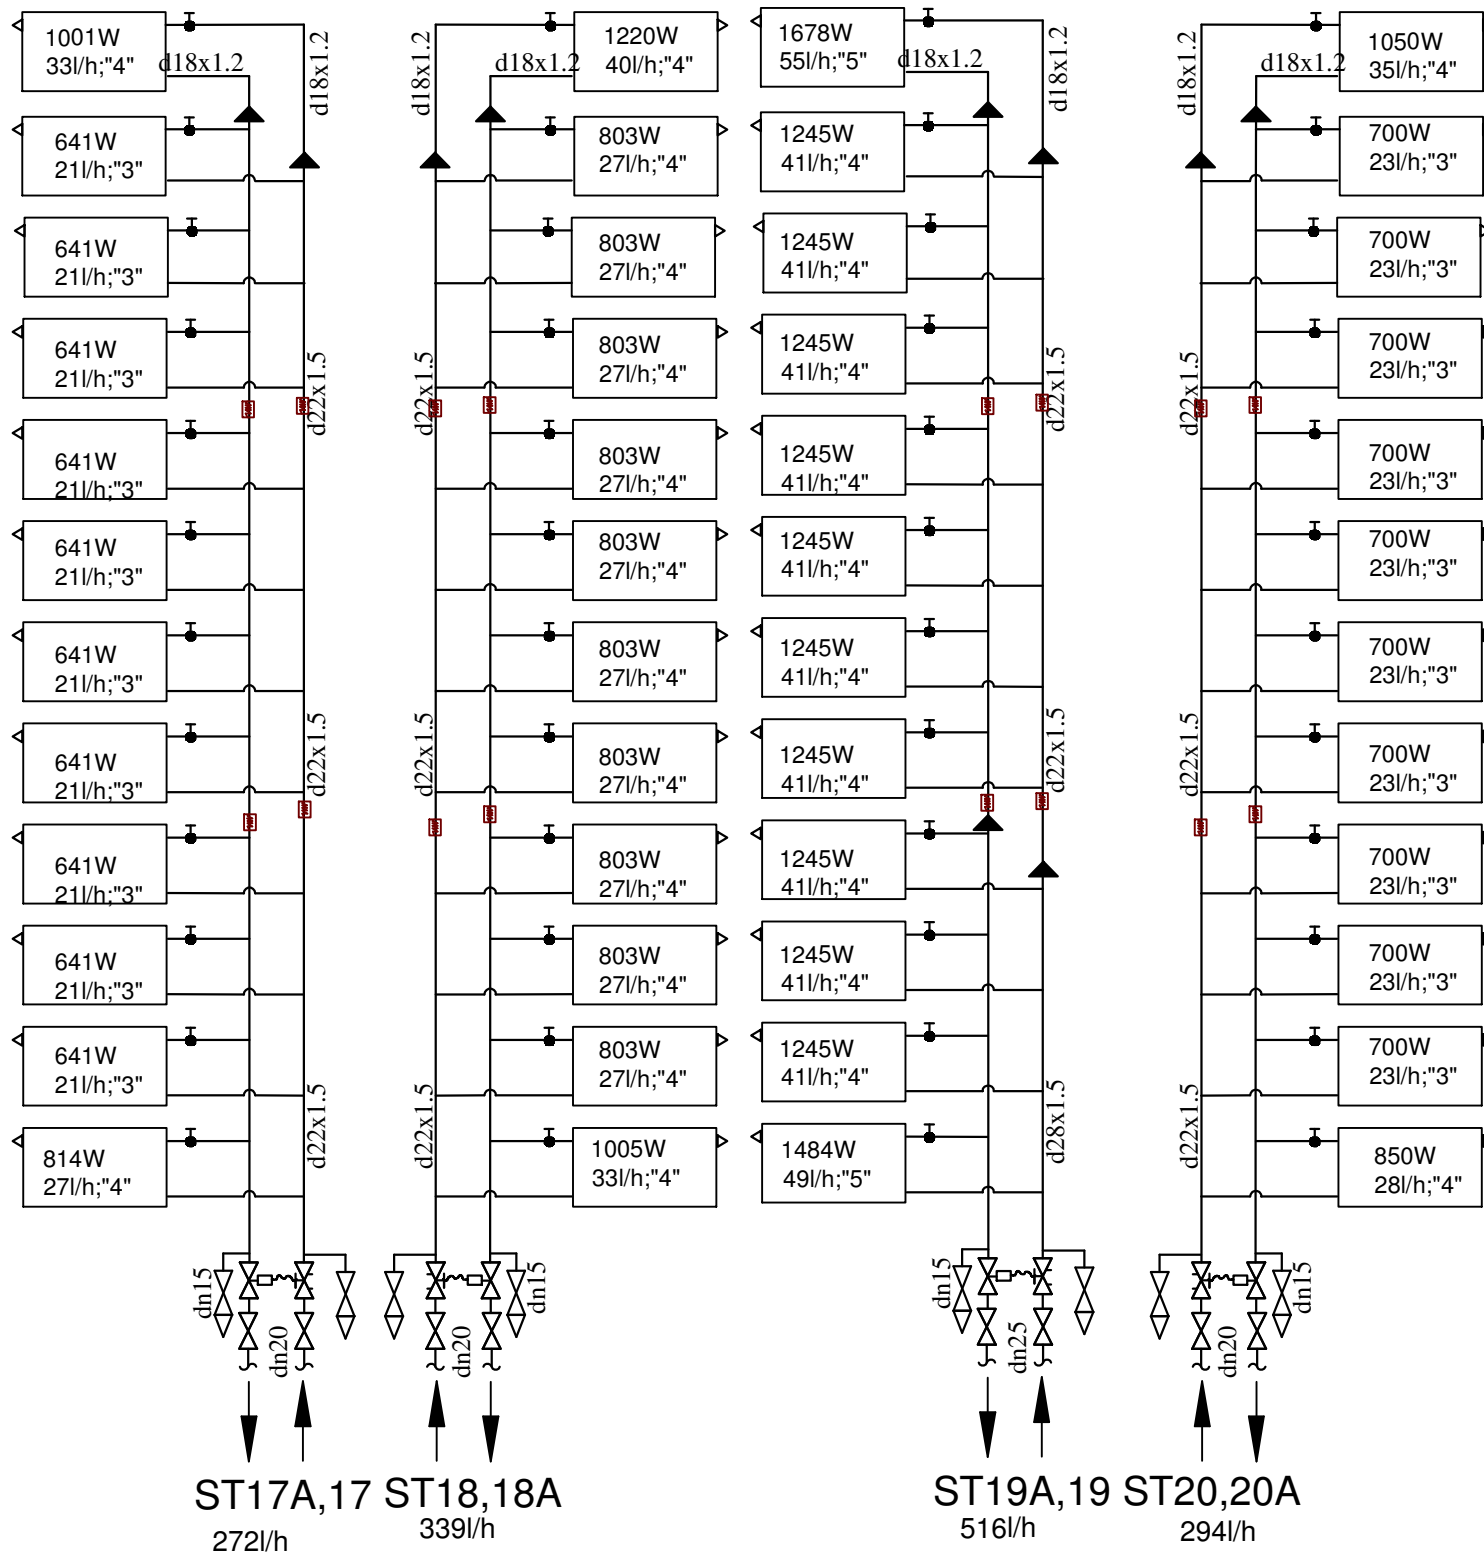 1001W
33l/h;"4"
d18x1.2
d18x1.2
641W
21l/h;"3"
641W
21l/h;"3"
641W
21l/h;"3"
d22x1.5
641W
21l/h;"3"
641W
21l/h;"3"
641W
21l/h;"3"
641W
21l/h;"3"
d22x1.5
641W
21l/h;"3"
641W
21l/h;"3"
641W
21l/h;"3"
d22x1.5
814W
27l/h;"4"
dn15
dn20
ST17A,17
272l/h
d18x1.2
d18x1.2
1220W
40l/h;"4"
803W
27l/h;"4"
803W
27l/h;"4"
803W
27l/h;"4"
d22x1.5
803W
27l/h;"4"
803W
27l/h;"4"
803W
27l/h;"4"
803W
27l/h;"4"
d22x1.5
803W
27l/h;"4"
803W
27l/h;"4"
803W
27l/h;"4"
d22x1.5
1005W
33l/h;"4"
dn15
dn20
ST18,18A
339l/h
1678W
55l/h;"5"
d18x1.2
d18x1.2
1245W
41l/h;"4"
1245W
41l/h;"4"
1245W
41l/h;"4"
d22x1.5
1245W
41l/h;"4"
1245W
41l/h;"4"
1245W
41l/h;"4"
1245W
41l/h;"4"
d22x1.5
1245W
41l/h;"4"
1245W
41l/h;"4"
1245W
41l/h;"4"
d28x1.5
1484W
49l/h;"5"
dn15
dn25
ST19A,19
516l/h
d18x1.2
d18x1.2
1050W
35l/h;"4"
700W
23l/h;"3"
700W
23l/h;"3"
700W
23l/h;"3"
d22x1.5
700W
23l/h;"3"
700W
23l/h;"3"
700W
23l/h;"3"
700W
23l/h;"3"
d22x1.5
700W
23l/h;"3"
700W
23l/h;"3"
700W
23l/h;"3"
d22x1.5
850W
28l/h;"4"
dn15
dn20
ST20,20A
294l/h